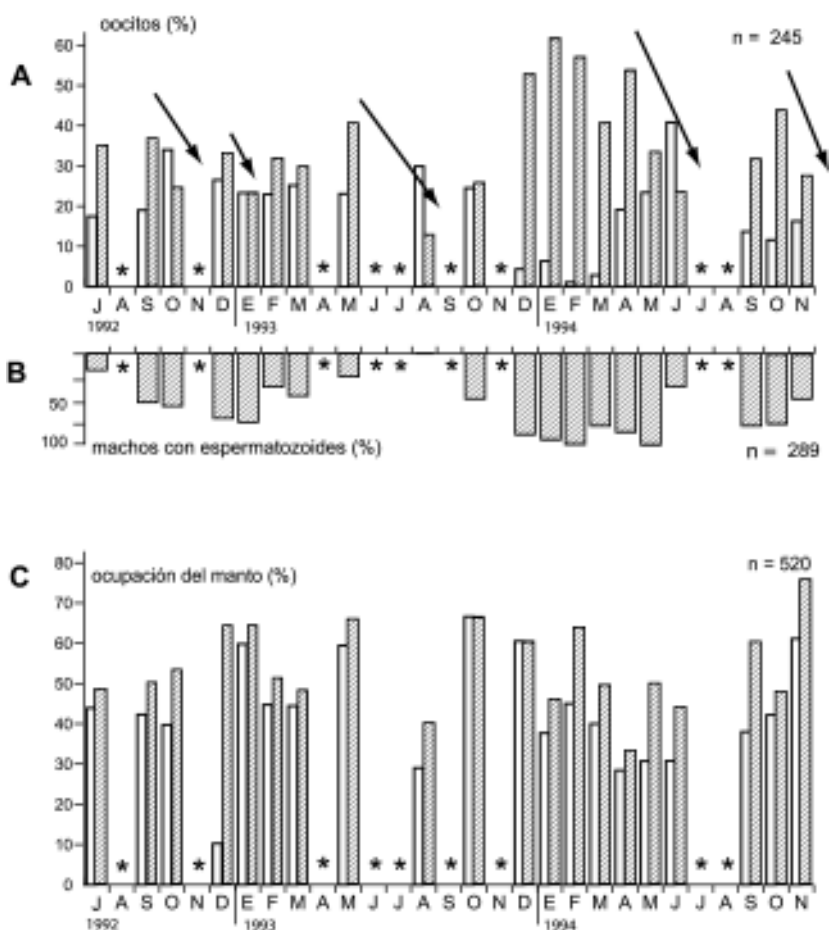 oocitos (%)
n = 245
A
60
50
40
30
20
10
0
* * * * * * * * *
J A S O N D E F M A M J J A S O N D E F M A M J J A S O N
1992 1993 1994
B
* * * * * * * * *
50
100
machos con espermatozoides (%)
n = 289
C
80
ocupación del manto (%)
n = 520
70
60
50
40
30
20
10
0
* * * * * * * * *
J A S O N D E F M A M J J A S O N D E F M A M J J A S O N
1992 1993 1994